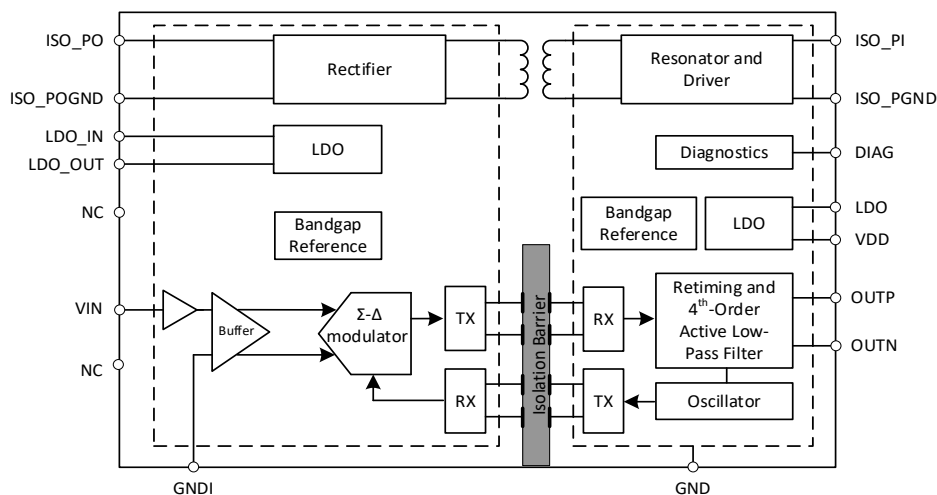 ISO_PO
ISO_POGND
LDO_IN
LDO_OUT
NC
VIN
NC
GNDI
Rectifier
LDO
Bandgap
Reference
Buffer
Σ-Δ
modulator
TX
RX
Isolation Barrier
Resonator and
Driver
Diagnostics
Bandgap
Reference
LDO
RX
Retiming and
4th-Order
Active Low-
Pass Filter
TX
Oscillator
ISO_PI
ISO_PGND
DIAG
LDO
VDD
OUTP
OUTN
GND